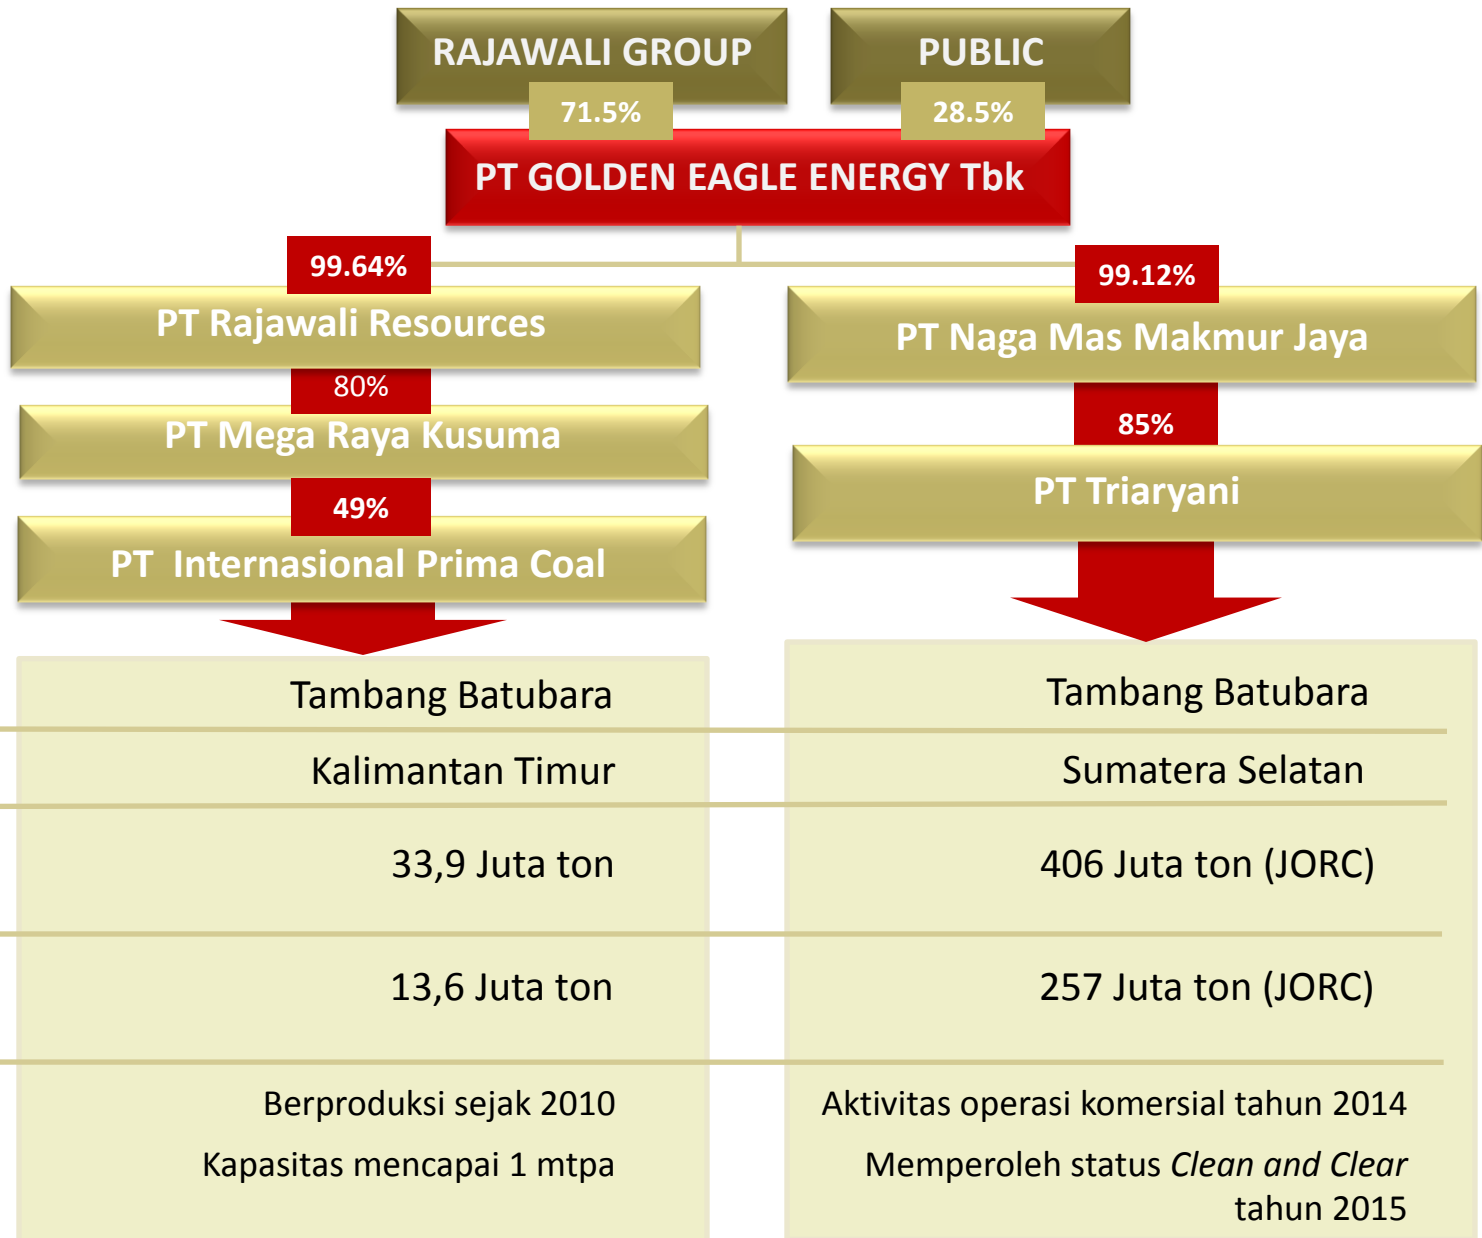 RAJAWALI GROUP
PUBLIC
71.5%
28.5%
PT GOLDEN EAGLE ENERGY Tbk
99.64%
99.12%
PT Rajawali Resources
PT Naga Mas Makmur Jaya
80%
85%
PT Mega Raya Kusuma
PT Triaryani
49%
PT Internasional Prima Coal
Tambang Batubara
Tambang Batubara
Kalimantan Timur
Sumatera Selatan
33,9 Juta ton
406 Juta ton (JORC)
13,6 Juta ton
257 Juta ton (JORC)
Berproduksi sejak 2010
Kapasitas mencapai 1 mtpa
Aktivitas operasi komersial tahun 2014
Memperoleh status Clean and Clear
tahun 2015